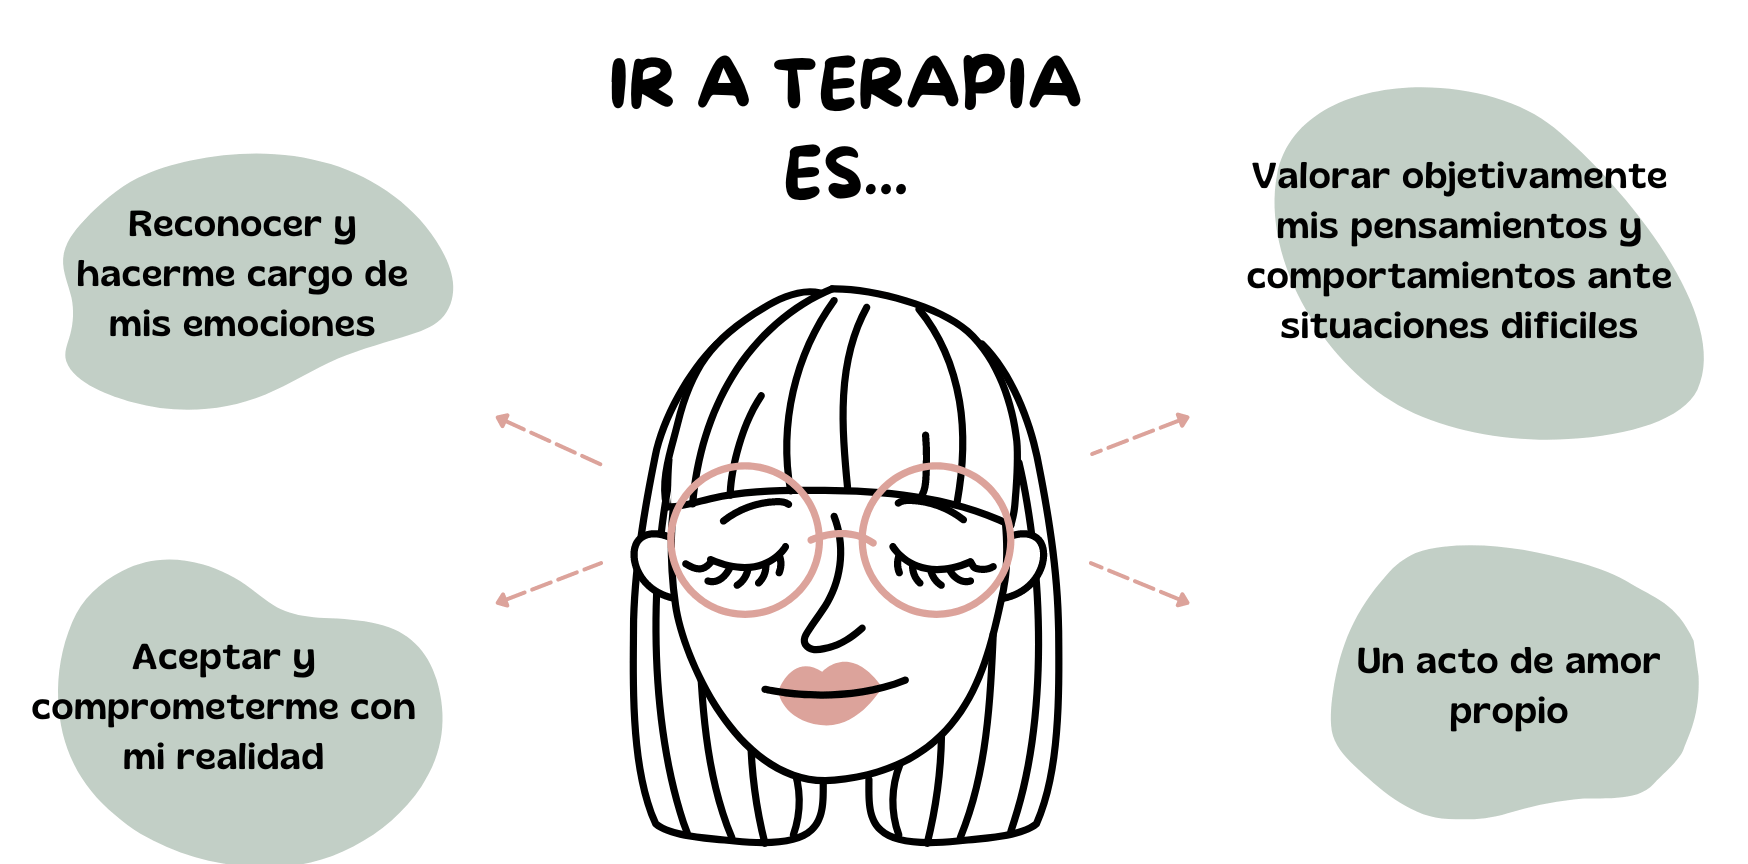 IR A TERAPIA
ES...
Reconocer y
hacerme cargo de
mis emociones
Valorar objetivamente
mis pensamientos y
comportamientos ante
situaciones dificiles
Aceptar y
comprometerme con
mi realidad
Un acto de amor
propio